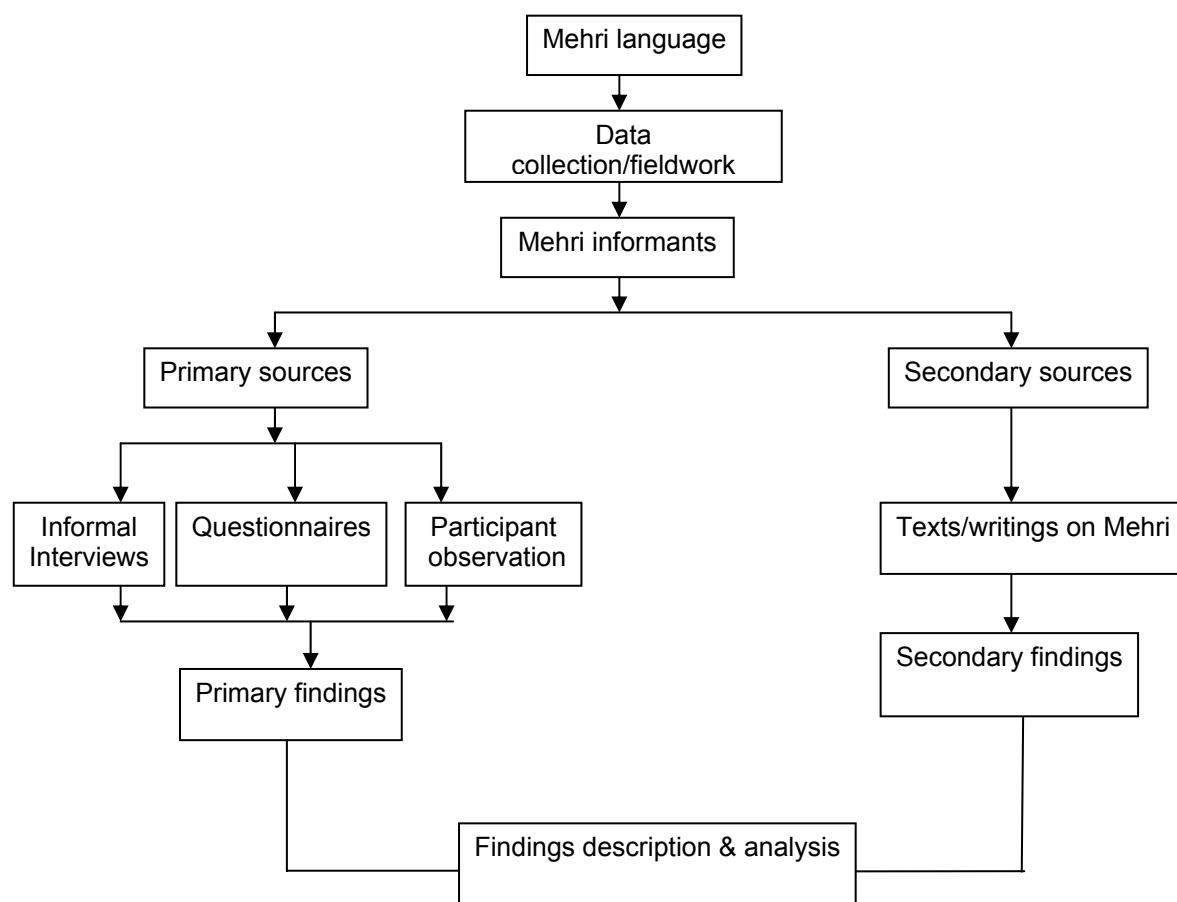 Mehri language
Data
collection/fieldwork
Mehri informants
Primary sources
Secondary sources
Informal
Interviews
Questionnaires
Participant
observation
Texts/writings on Mehri
Primary findings
Secondary findings
Findings description & analysis